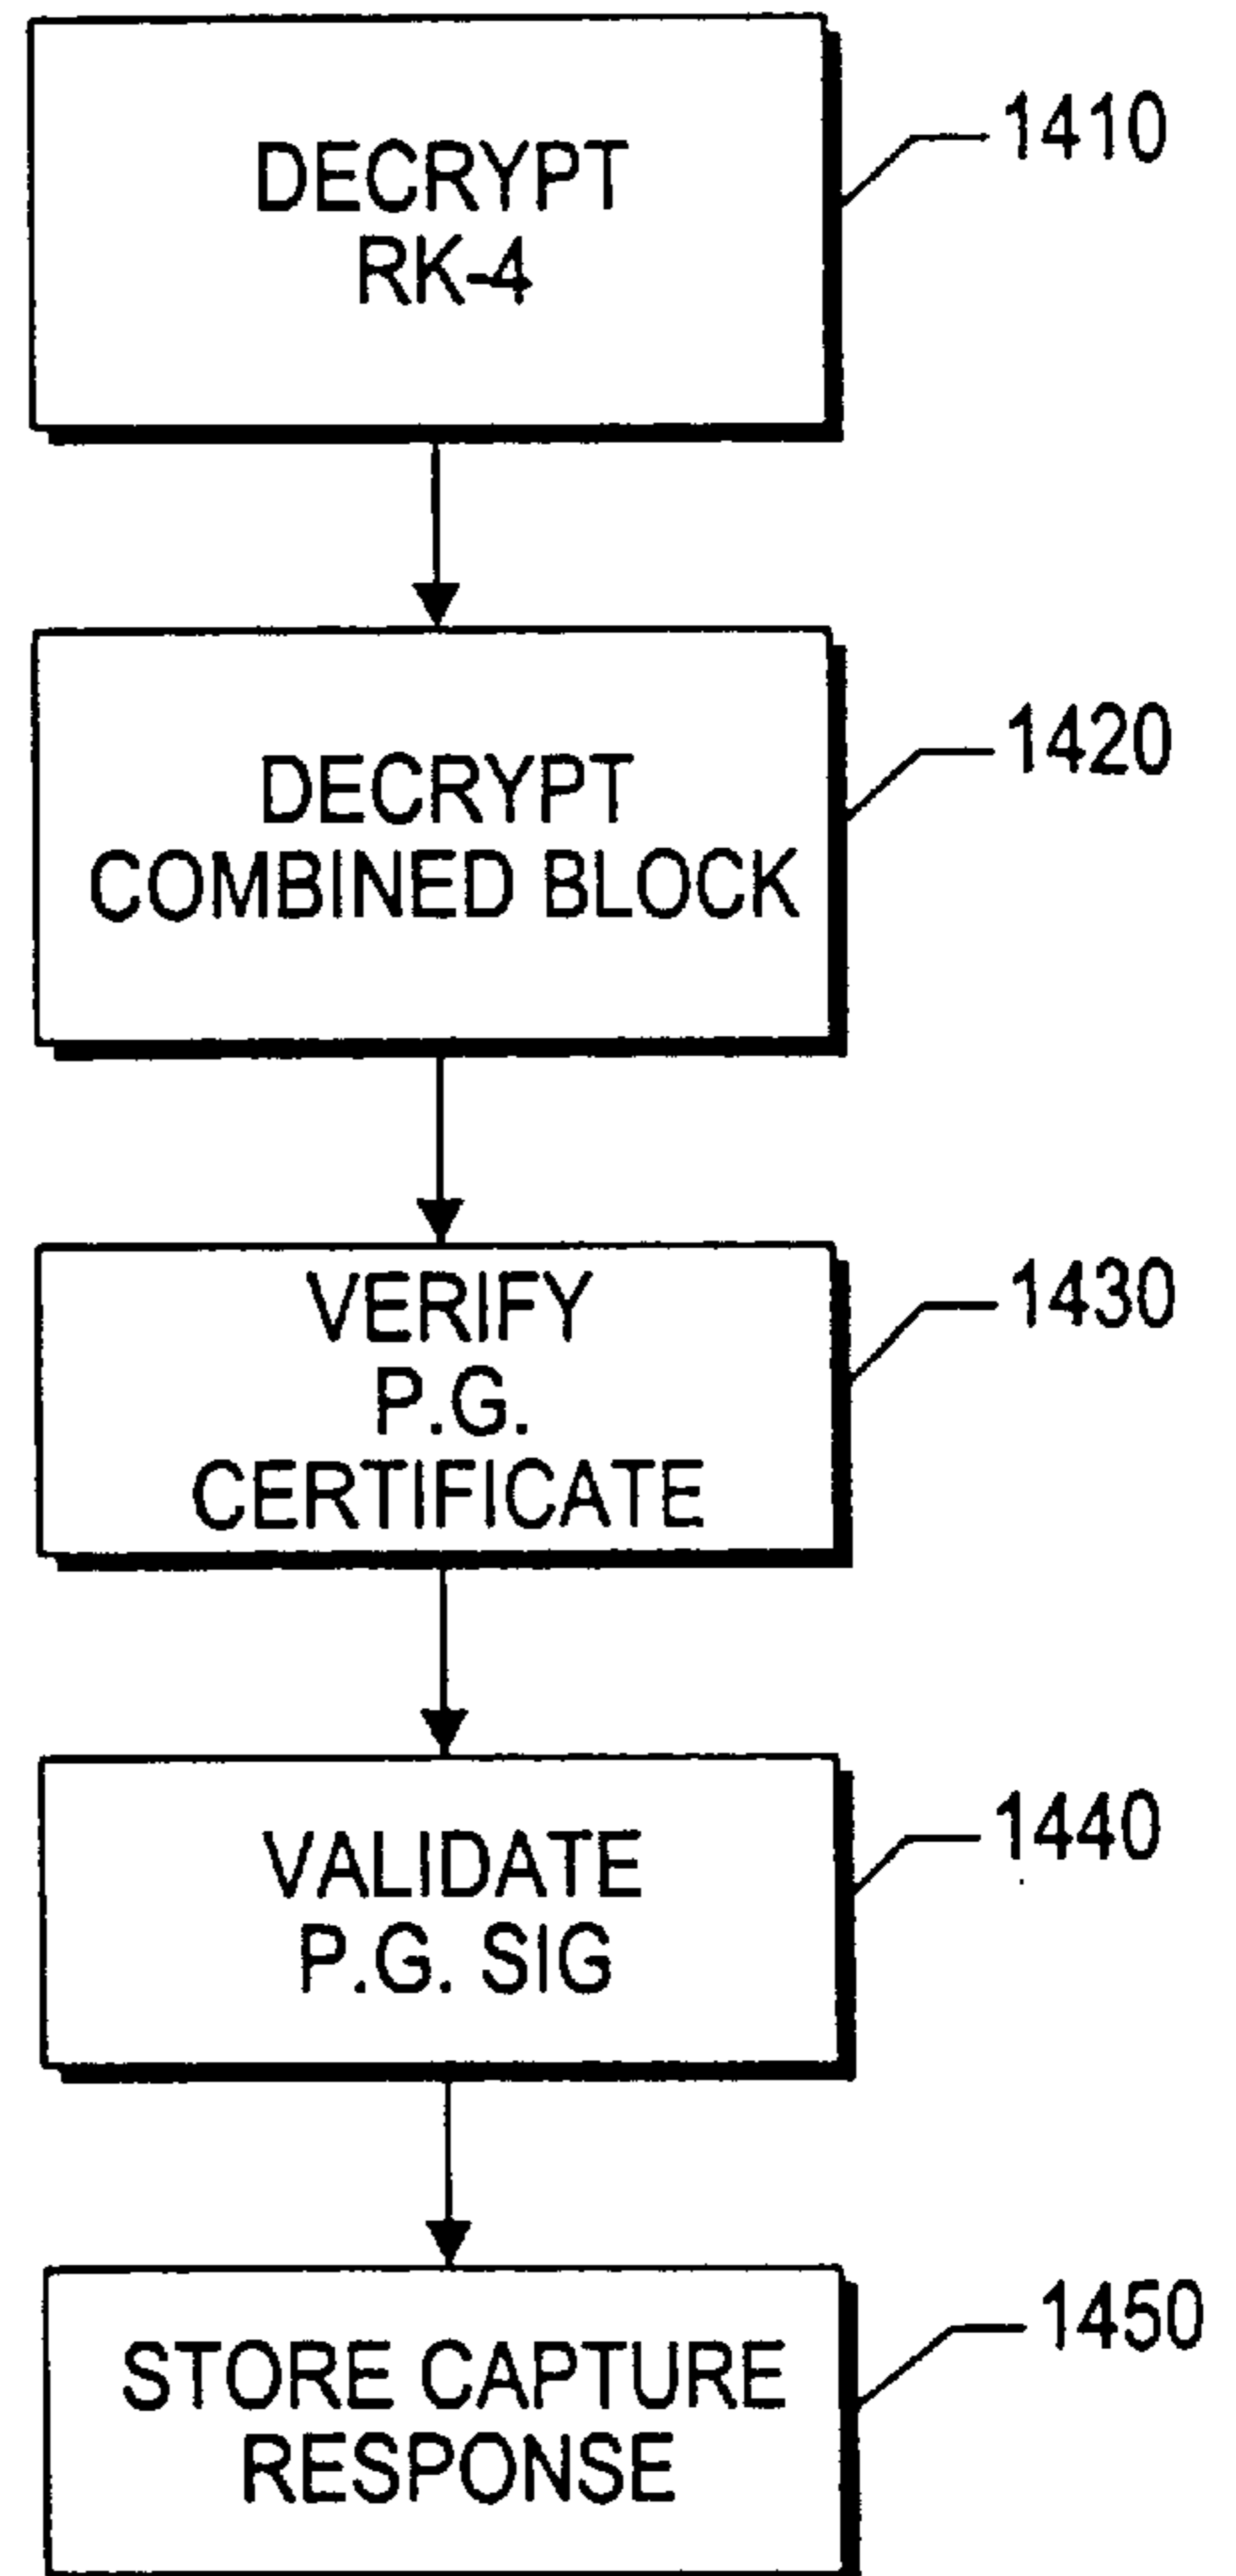 DECRYPT
RK-4
1410
DECRYPT
COMBINED BLOCK
1420
VERIFY
P.G.
CERTIFICATE
1430
VALIDATE
P.G. SIG
1440
STORE CAPTURE
RESPONSE
1450